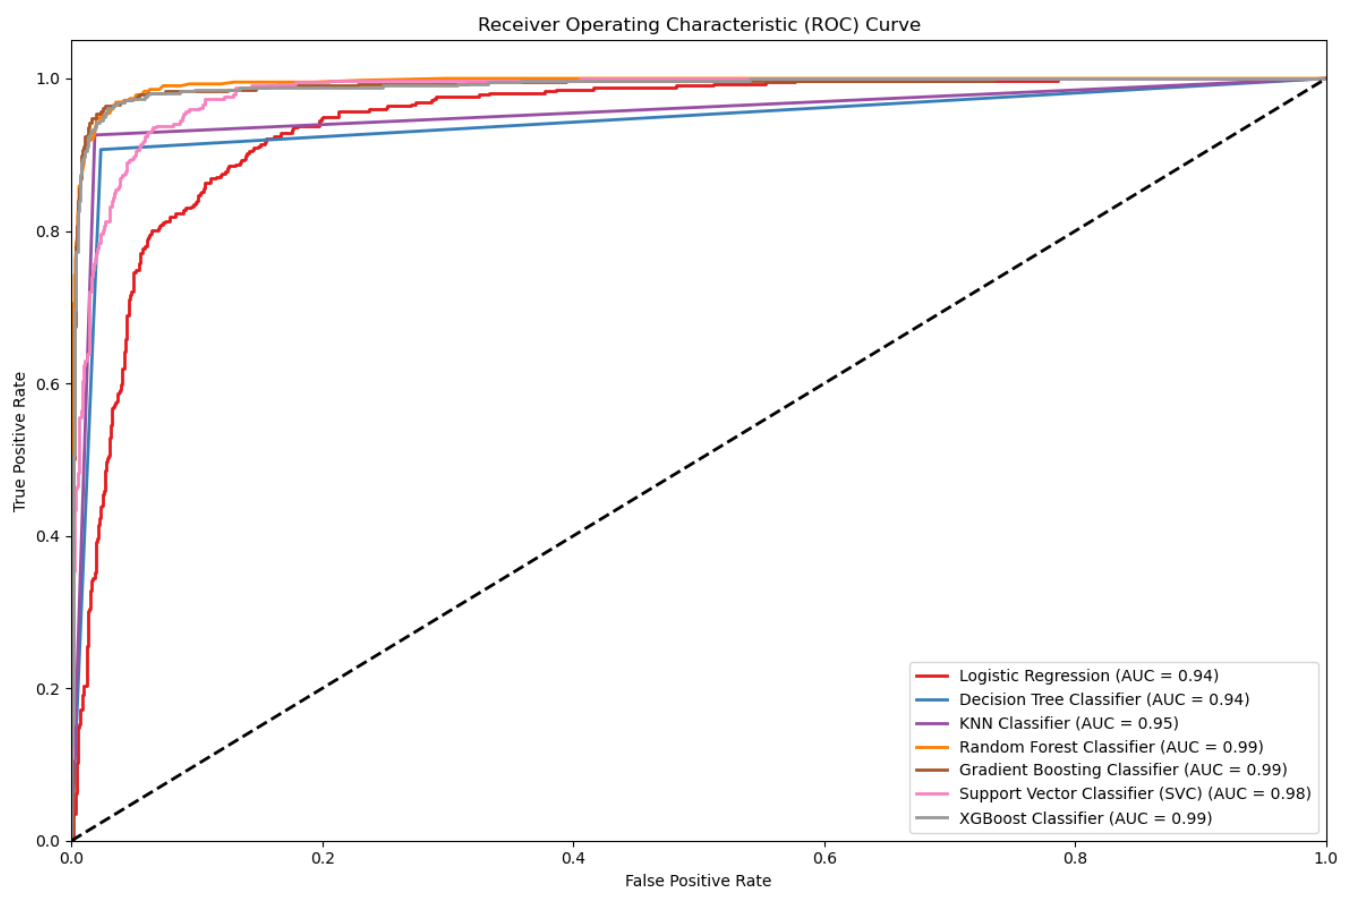 Receiver Operating Characteristic (ROC) Curve
True Positive Rate
1.0
0.8
0.6
0.4
0.2
0.0
0.0 0.2 0.4 0.6 0.8 1.0
False Positive Rate
Logistic Regression (AUC = 0.94)
Decision Tree Classifier (AUC = 0.94)
KNN Classifier (AUC = 0.95)
Random Forest Classifier (AUC = 0.99)
Gradient Boosting Classifier (AUC = 0.99)
Support Vector Classifier (SVC) (AUC = 0.98)
XGBoost Classifier (AUC = 0.99)